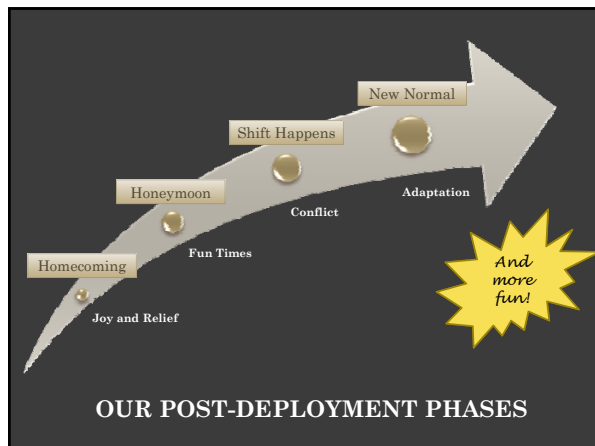 New Normal
Shift Happens
Adaptation
Honeymoon
Conflict
Fun Times
Homecoming
Joy and Relief
And
more
fun!
OUR POST-DEPLOYMENT PHASES